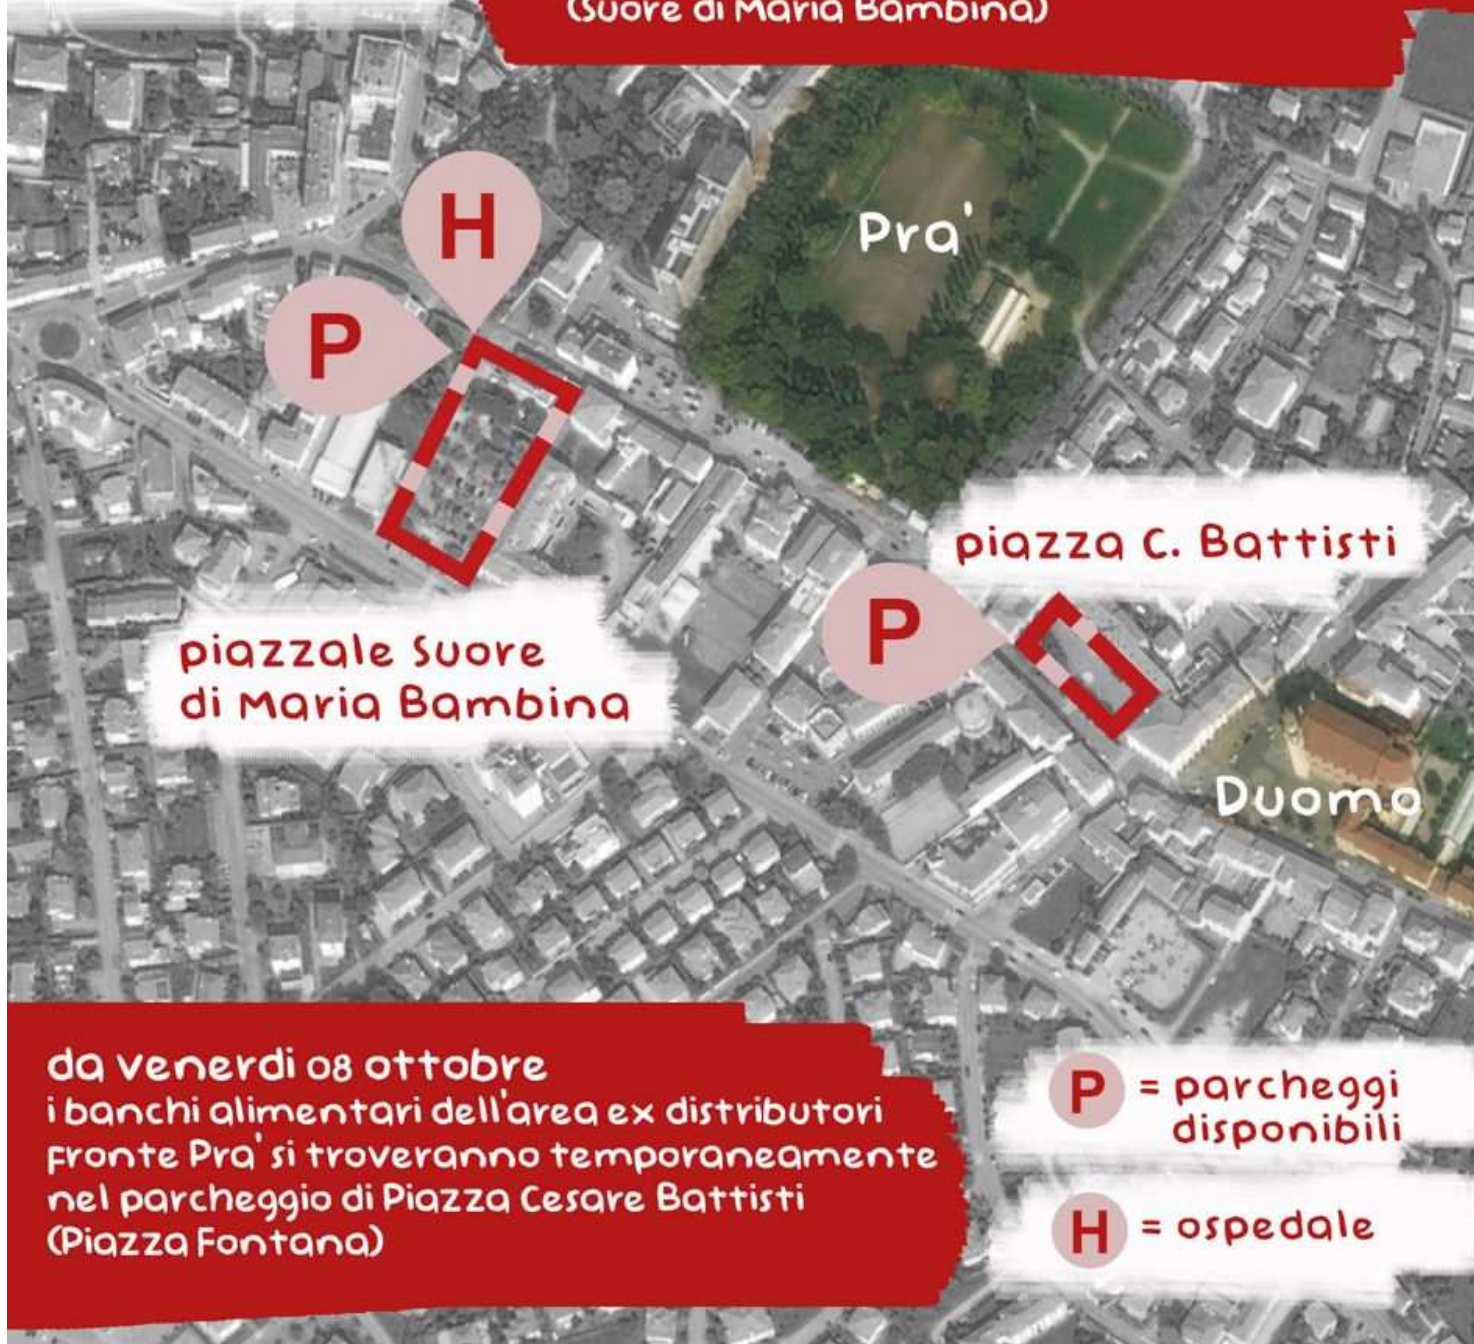 (Suore di Maria Bambina)
H
P
Pra'
piazza C. Battisti
P
piazzale Suore
di Maria Bambina
Duomo
da venerdi 08 ottobre
i banchi alimentari dell'area ex distributori
fronte Pra' si troveranno temporaneamente
nel parcheggio di Piazza Cesare Battisti
(Piazza Fontana)
P = parcheggi
disponibili
H = ospedale